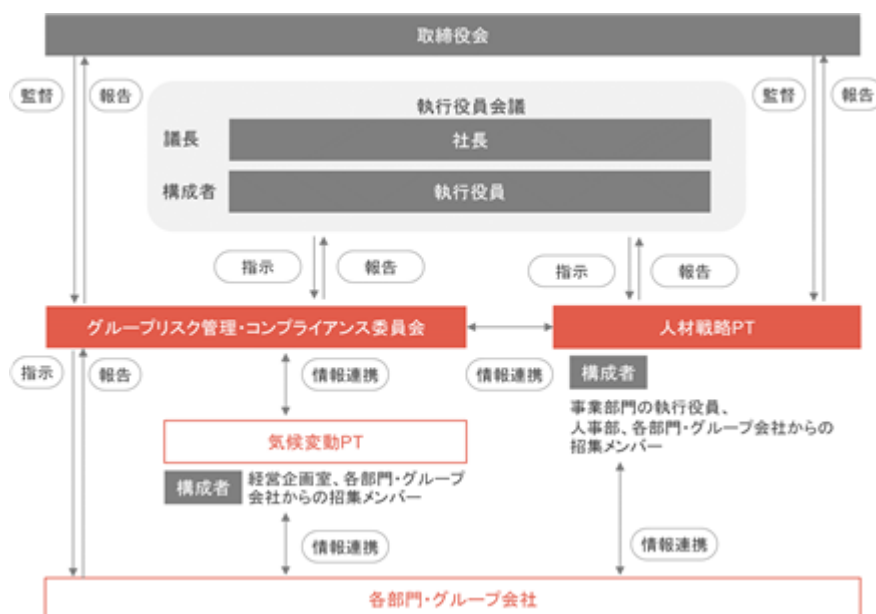 取締役会
監督
報告
監督
報告
執行役員会議
議長
社長
構成者
執行役員
指示
報告
指示
報告
グループリスク管理・コンプライアンス委員会
人材戦略PT
指示
報告
情報連携
情報連携
構成者
事業部門の執行役員、
人事部、各部門・グループ会社からの
招集メンバー
気候変動PT
構成者
経営企画室、各部門・グループ
会社からの招集メンバー
情報連携
情報連携
各部門・グループ会社